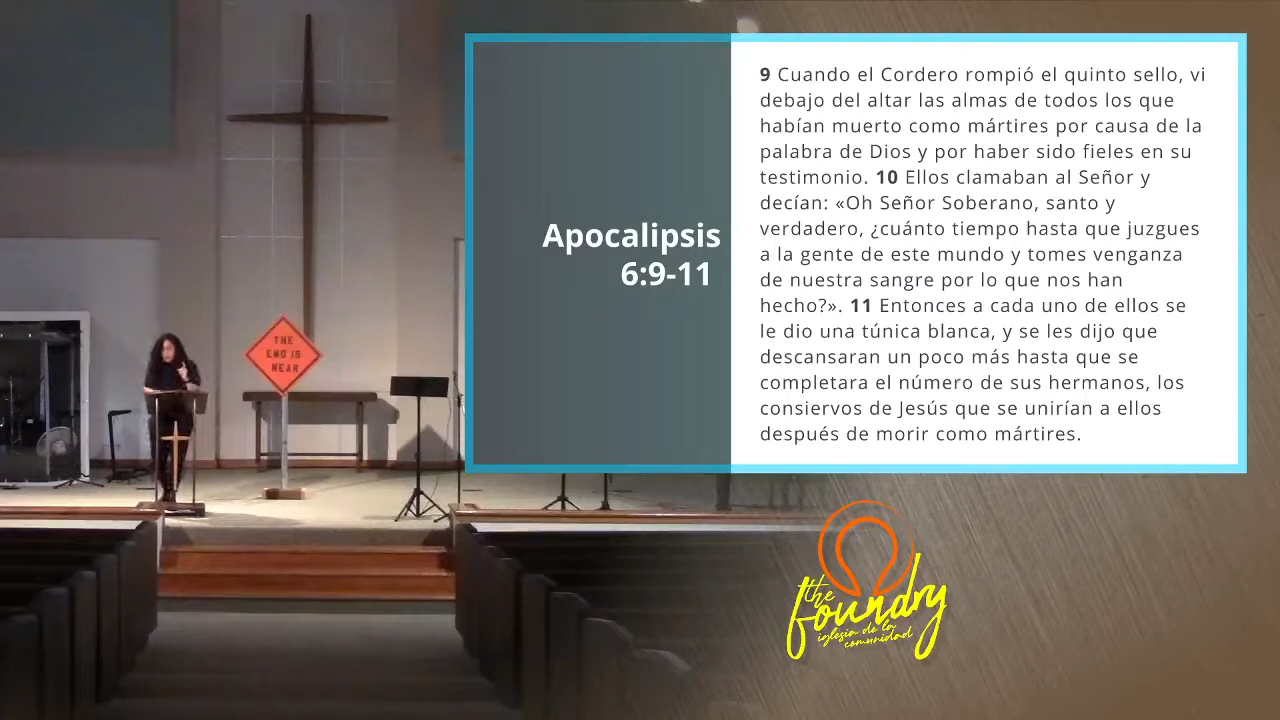 THE
END IS
NEAR
Apocalipsis
6:9-11
9 Cuando el Cordero rompió el quinto sello, vi
debajo del altar las almas de todos los que
habían muerto como mártires por causa de la
palabra de Dios y por haber sido fieles en su
testimonio. 10 Ellos clamaban al Señor y
decían: «Oh Señor Soberano, santo y
verdadero, ¿cuánto tiempo hasta que juzgues
a la gente de este mundo y tomes venganza
de nuestra sangre por lo que nos han
hecho?». 11 Entonces a cada uno de ellos se
le dio una túnica blanca, y se les dijo que
descansaran un poco más hasta que se
completara el número de sus hermanos, los
consiervos de Jesús que se unirían a ellos
después de morir como mártires.
the
foundry
iglesia de la
comunidad